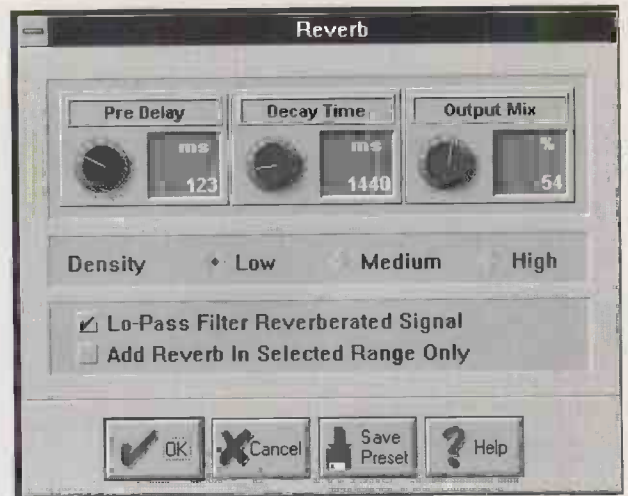 Reverb
Pre Delay
Decay Time
Output Mix
ms
123
ms
1440
%
54
Density Low Medium High
Lo-Pass Filter Reverberated Signal
Add Reverb In Selected Range Only
OK
Cancel
Save
Preset
Help